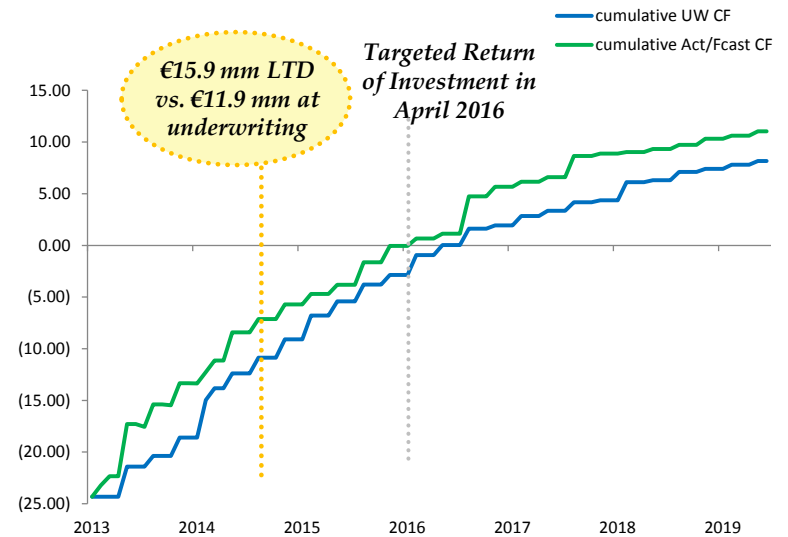 cumulative UW CF
cumulative Act/Fcast CF
€15.9 mm LTD
vs. €11.9 mm at
underwriting
Targeted Return
of Investment in
April 2016
15.00
10.00
5.00
0.00
(5.00)
(10.00)
(15.00)
(20.00)
(25.00)
2013 2014 2015 2016 2017 2018 2019